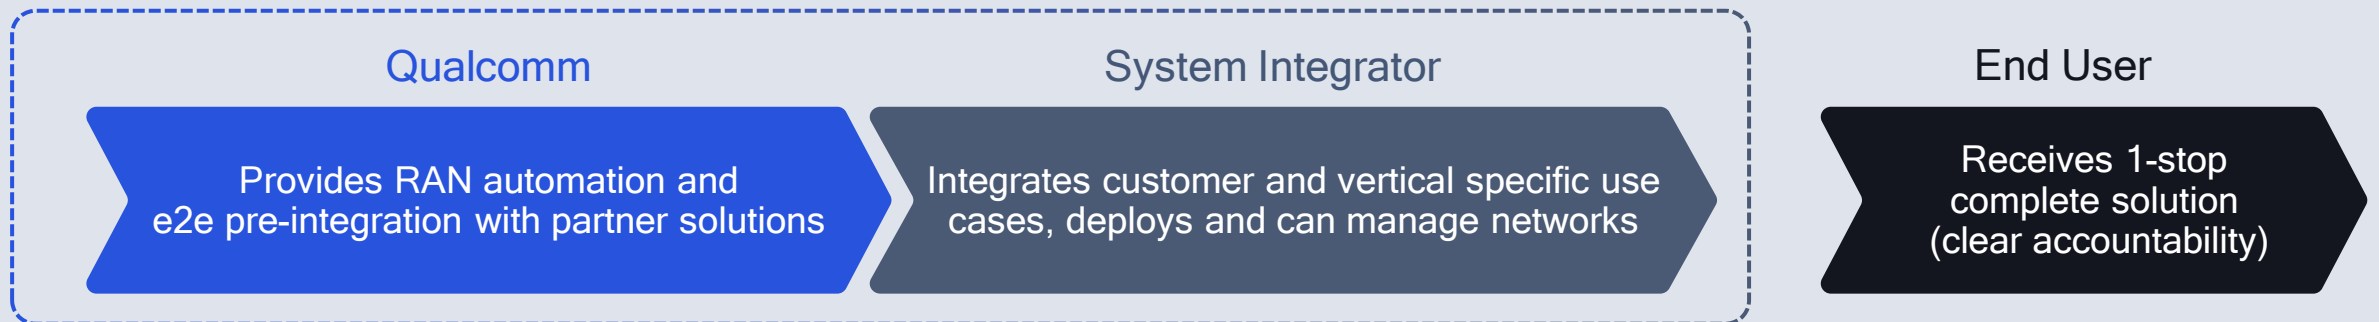 Qualcomm
Provides RAN automation and
e2e pre-integration with partner solutions
System Integrator
Integrates customer and vertical specific use
cases, deploys and can manage networks
End User
Receives 1-stop
complete solution
(clear accountability)